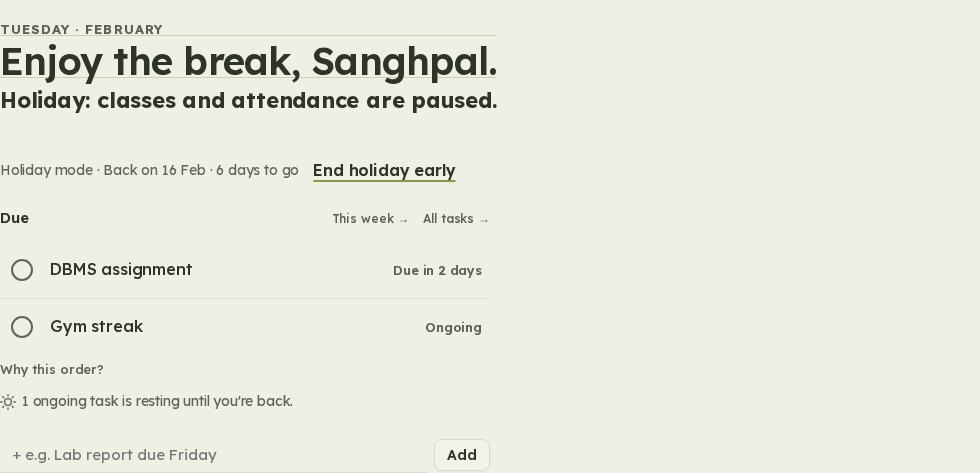 TUESDAY · FEBRUARY
Enjoy the break, Sanghpal.
Holiday: classes and attendance are paused.
Holiday mode · Back on 16 Feb · 6 days to go End holiday early
Due This week → All tasks →
DBMS assignment Due in 2 days
Gym streak Ongoing
Why this order?
1 ongoing task is resting until you're back.
+ e.g. Lab report due Friday Add